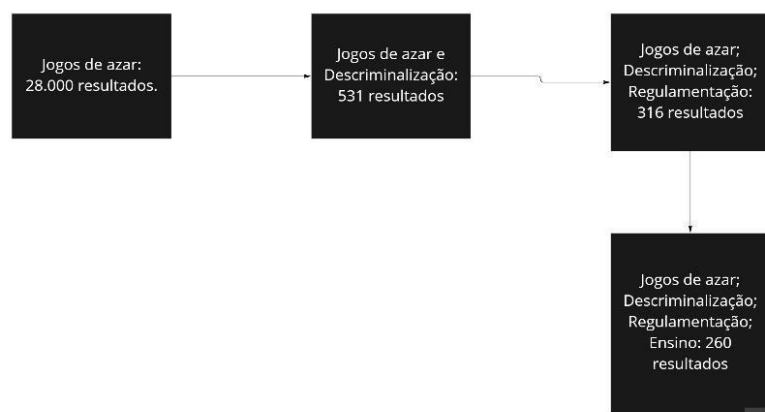 Jogos de azar:
28.000 resultados.
Jogos de azar e
Descriminalização:
531 resultados
Jogos de azar;
Descriminalização;
Regulamentação:
316 resultados
Jogos de azar;
Descriminalização;
Regulamentação;
Ensino: 260
resultados